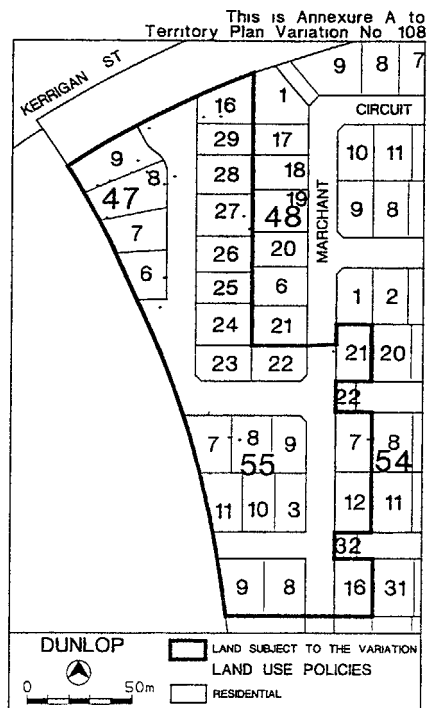 This is Annexure A to
Territory Plan Variation No 108
KERRIGAN ST
9 8 7
16 1
CIRCUIT
29 17
10 11
9
28 18
8
47
19
27
48
9 8
MARCHANT
7
26 20
6
25 6
1 2
24 21
21 20
23 22
22
7 8 9
7 8
55
54
11 10 3
12 11
32
9 8
16 31
DUNLOP
LAND SUBJECT TO THE VARIATION
LAND USE POLICIES
0 50m
RESIDENTIAL